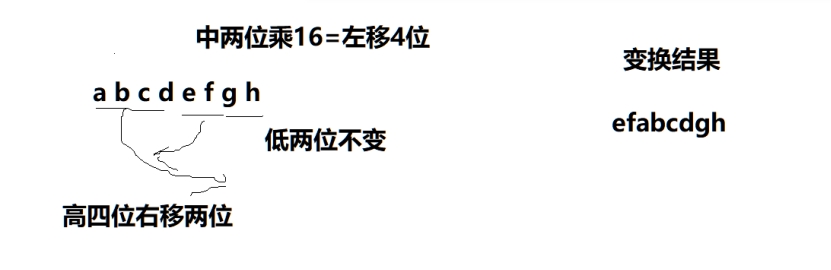 中两位乘16=左移4位
变换结果
a b c d e f g h
efabcdgh
低两位不变
高四位右移两位